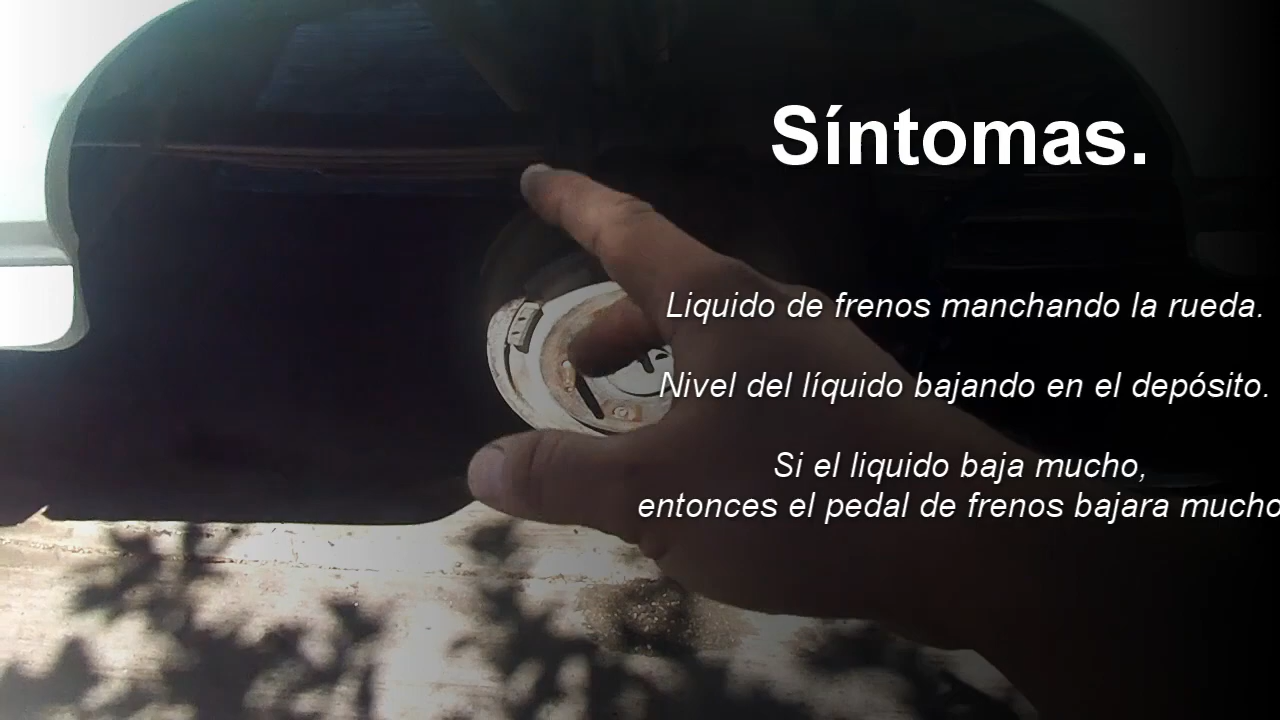 Síntomas.
Liquido de frenos manchando la rueda.
Nivel del líquido bajando en el depósito.
Si el liquido baja mucho,
entonces el pedal de frenos bajara mucho